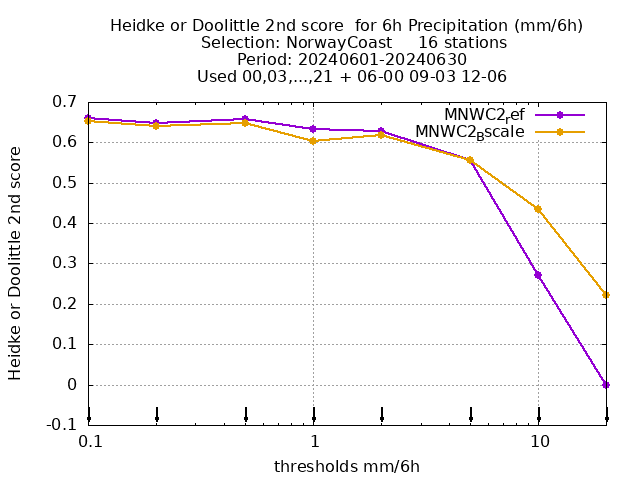 Heidke or Doolittle 2nd score  for 6h Precipitation (mm/6h)
Selection: NorwayCoast     16 stations
Period: 20240601-20240630
Used 00,03,...,21 + 06-00 09-03 12-06
MNWC2_ref
MNWC2_Bscale
0.7
0.6
0.5
0.4
0.3
0.2
0.1
0
-0.1
Heidke or Doolittle 2nd score
0.1 1 10
thresholds mm/6h